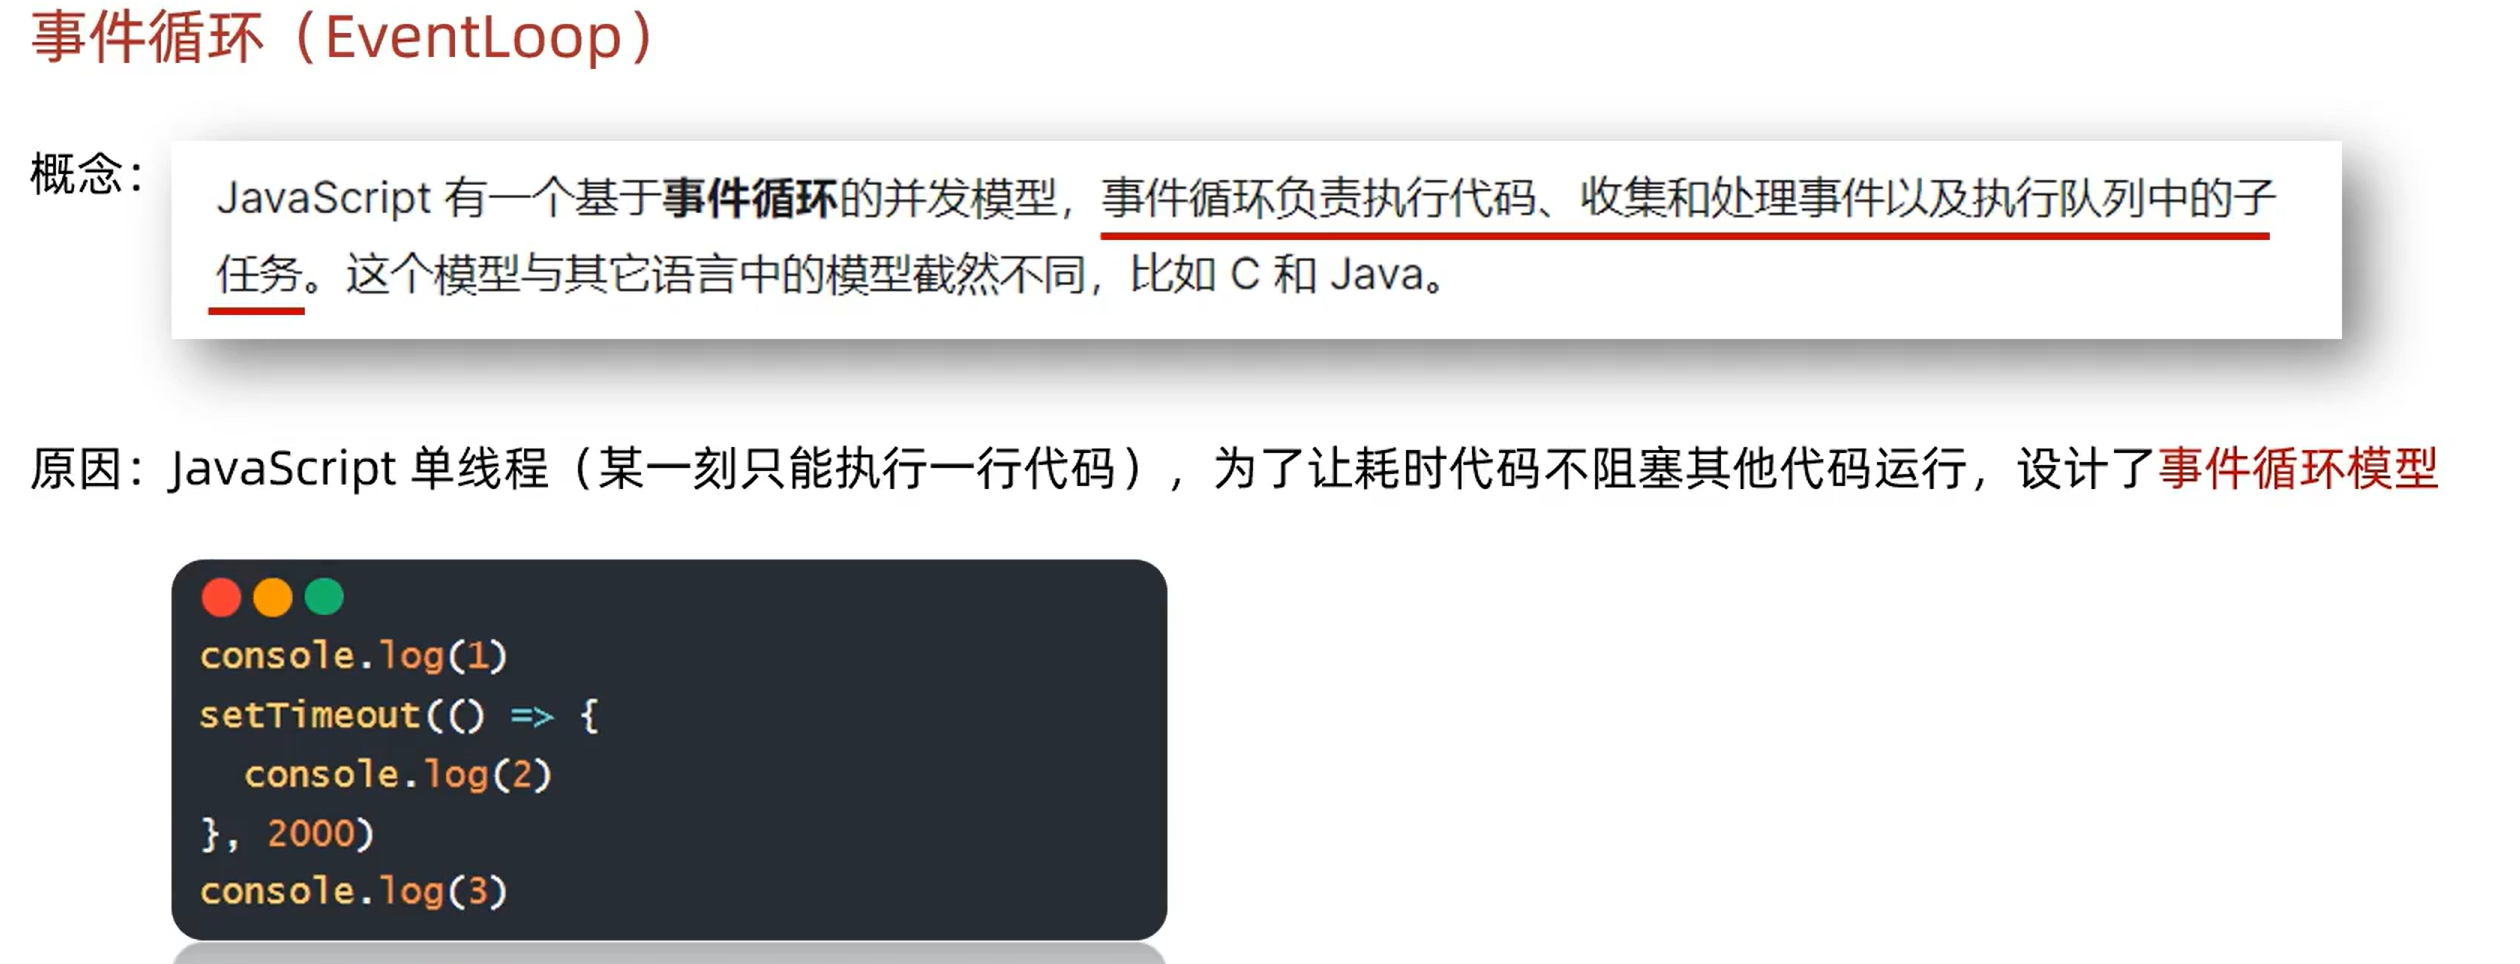 事件循环（EventLoop）
概念：
JavaScript 有一个基于事件循环的并发模型，事件循环负责执行代码、收集和处理事件以及执行队列中的子
任务。这个模型与其它语言中的模型截然不同，比如 C 和 Java。
原因：JavaScript 单线程（某一刻只能执行一行代码），为了让耗时代码不阻塞其他代码运行，设计了事件循环模型
console.log(1)
setTimeout(() => {
  console.log(2)
}, 2000)
console.log(3)